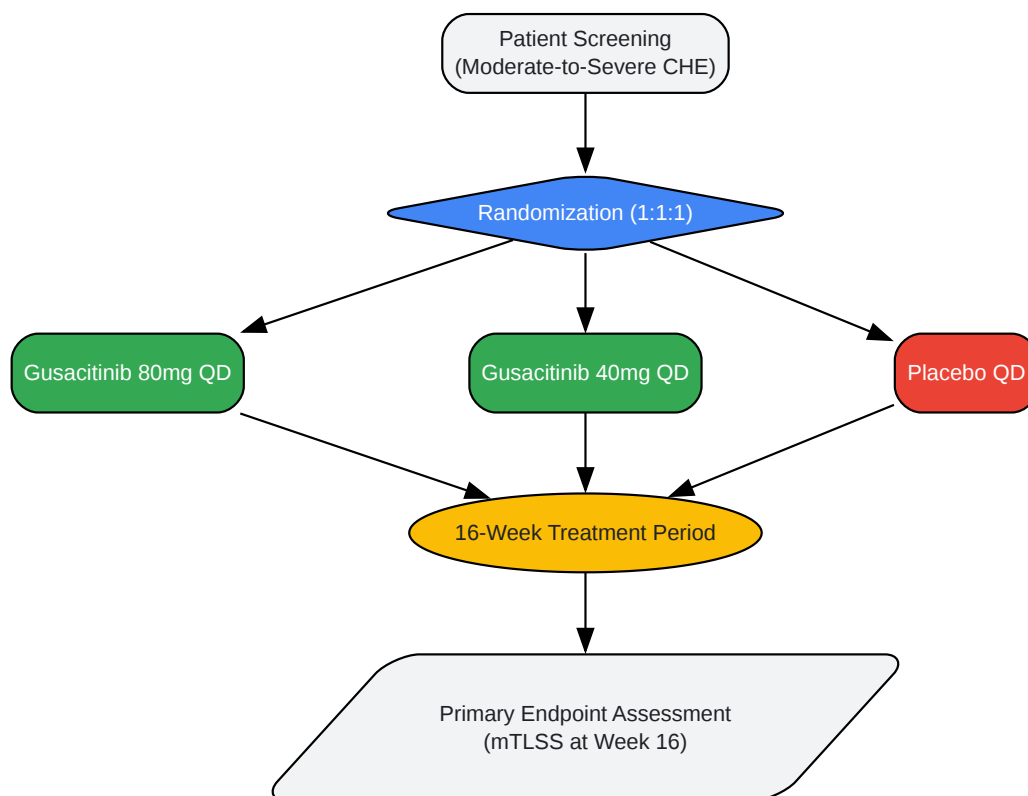 Patient Screening
(Moderate-to-Severe CHE)
Randomization (1:1:1)
Gusacitinib 80mg QD
Gusacitinib 40mg QD
Placebo QD
16-Week Treatment Period
Primary Endpoint Assessment
(mTLSS at Week 16)